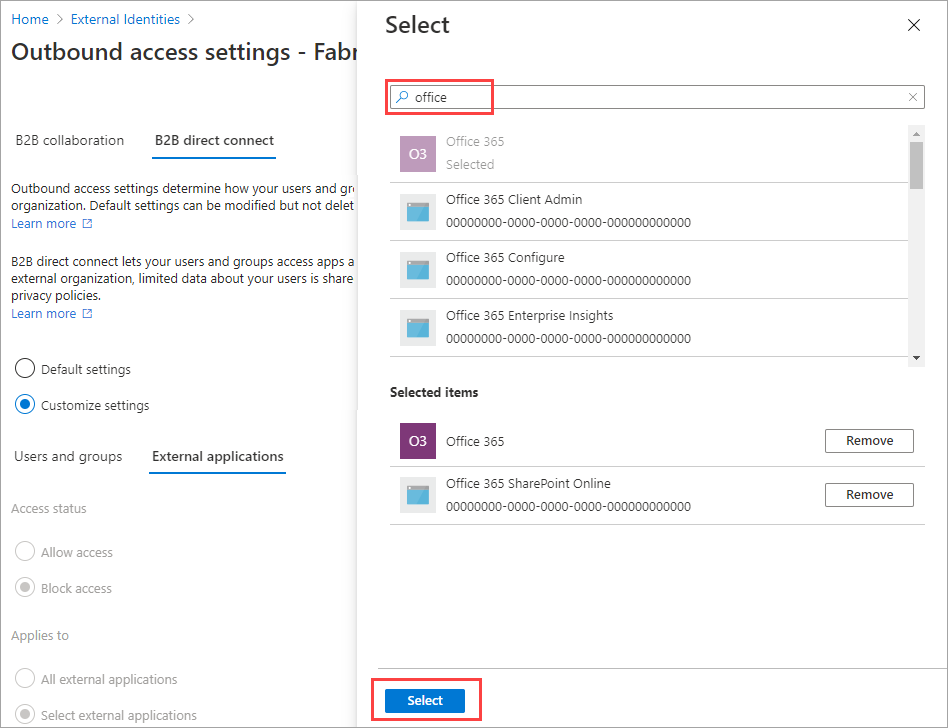 Home > External Identities >
Outbound access settings - Fabr
B2B collaboration
B2B direct connect
Outbound access settings determine how your users and gr
organization. Default settings can be modified but not delet
Learn more
B2B direct connect lets your users and groups access apps a
external organization, limited data about your users is share
privacy policies.
Learn more
Default settings
Customize settings
Users and groups
External applications
Access status
Allow access
Block access
Applies to
All external applications
Select external applications
Select
office
O3
Office 365
Selected
Office 365 Client Admin
00000000-0000-0000-0000-000000000000
Office 365 Configure
00000000-0000-0000-0000-000000000000
Office 365 Enterprise Insights
00000000-0000-0000-0000-000000000000
Selected items
O3
Office 365
Remove
Office 365 SharePoint Online
00000000-0000-0000-0000-000000000000
Remove
Select